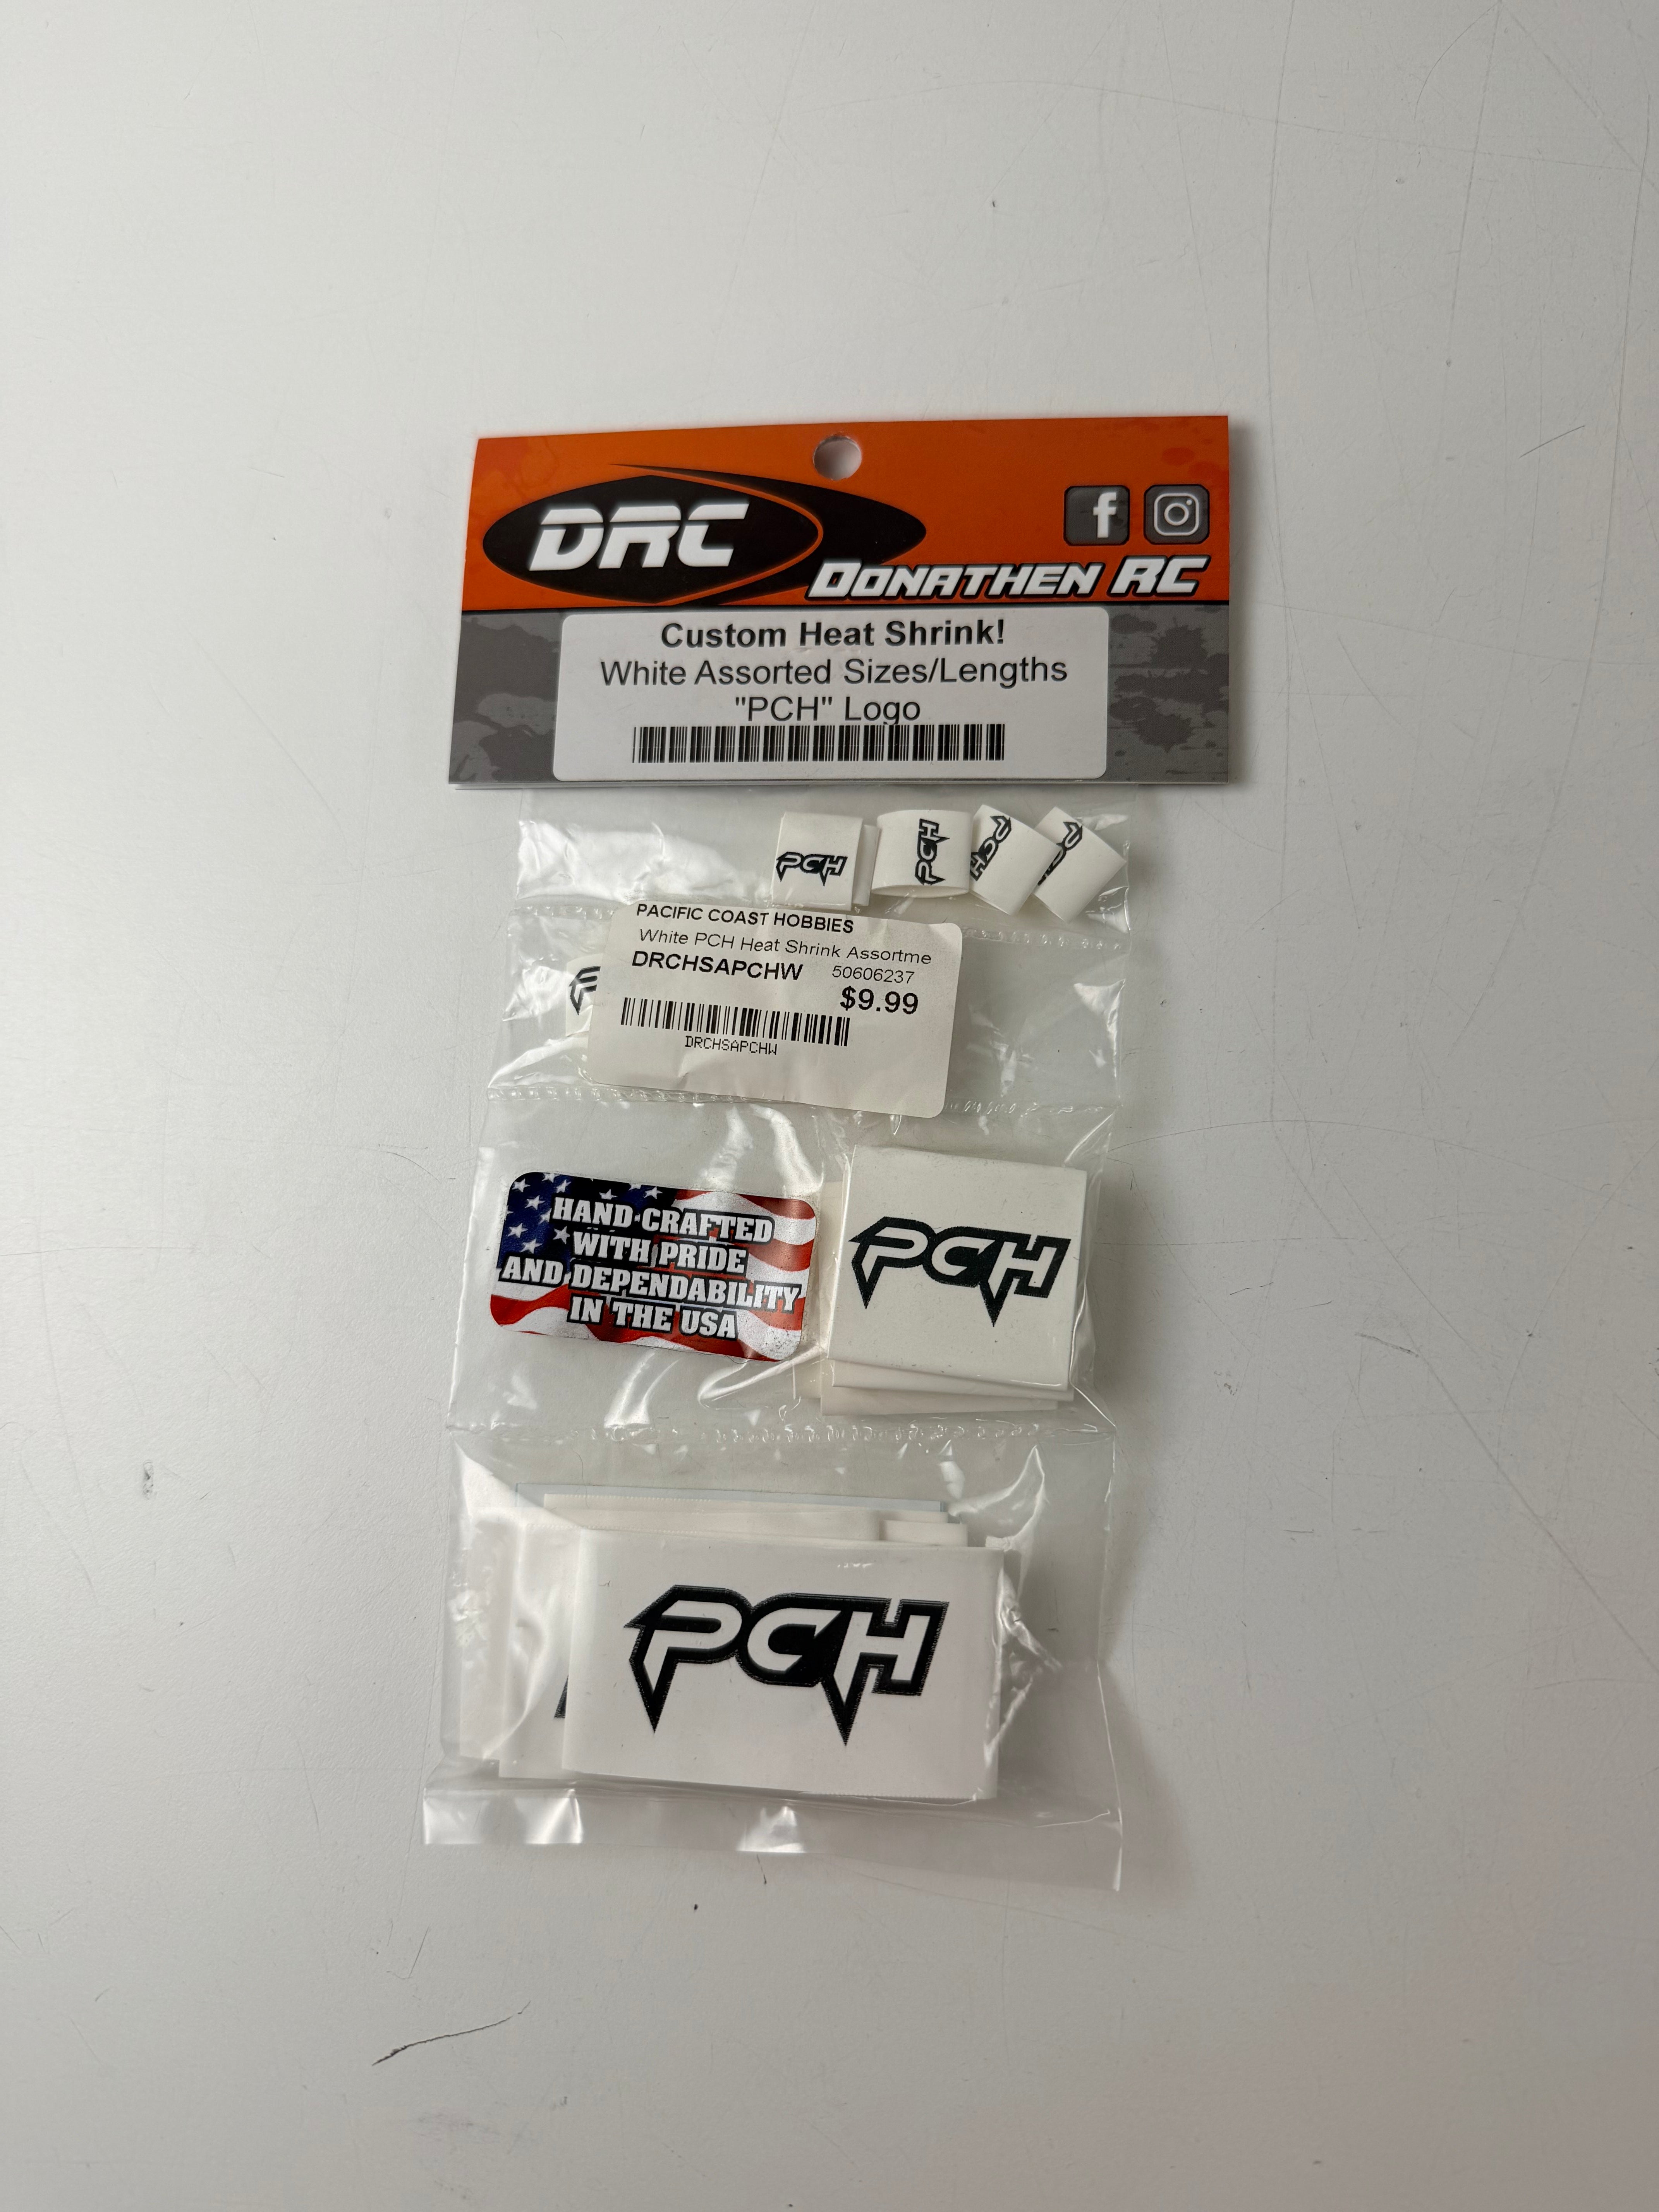 DRC
DONATHEN RC
Custom Heat Shrink!
White Assorted Sizes/Lengths
"PCH" Logo
PCH
PCH
PCH
PC
PACIFIC COAST HOBBIES
White PCH Heat Shrink Assortme
DRCHSAPCHW 50606237
$9.99
DRCHSAPCHW
HAND-CRAFTED
WITH PRIDE
AND DEPENDABILITY
IN THE USA
PCH
PCH